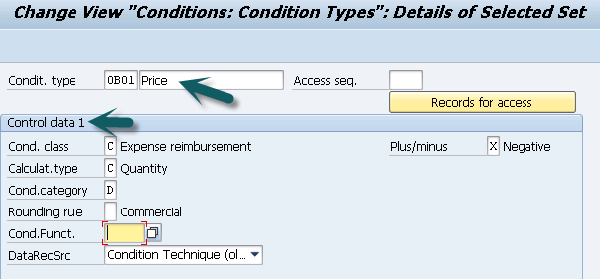 Change View "Conditions: Condition Types": Details of Selected Set
Condit. type 0B01 Price Access seq.
Records for access
Control data 1
Cond. class C Expense reimbursement Plus/minus X Negative
Calculat.type C Quantity
Cond.category D
Rounding rue Commercial
Cond.Funct.
DataRecSrc Condition Technique (ol...